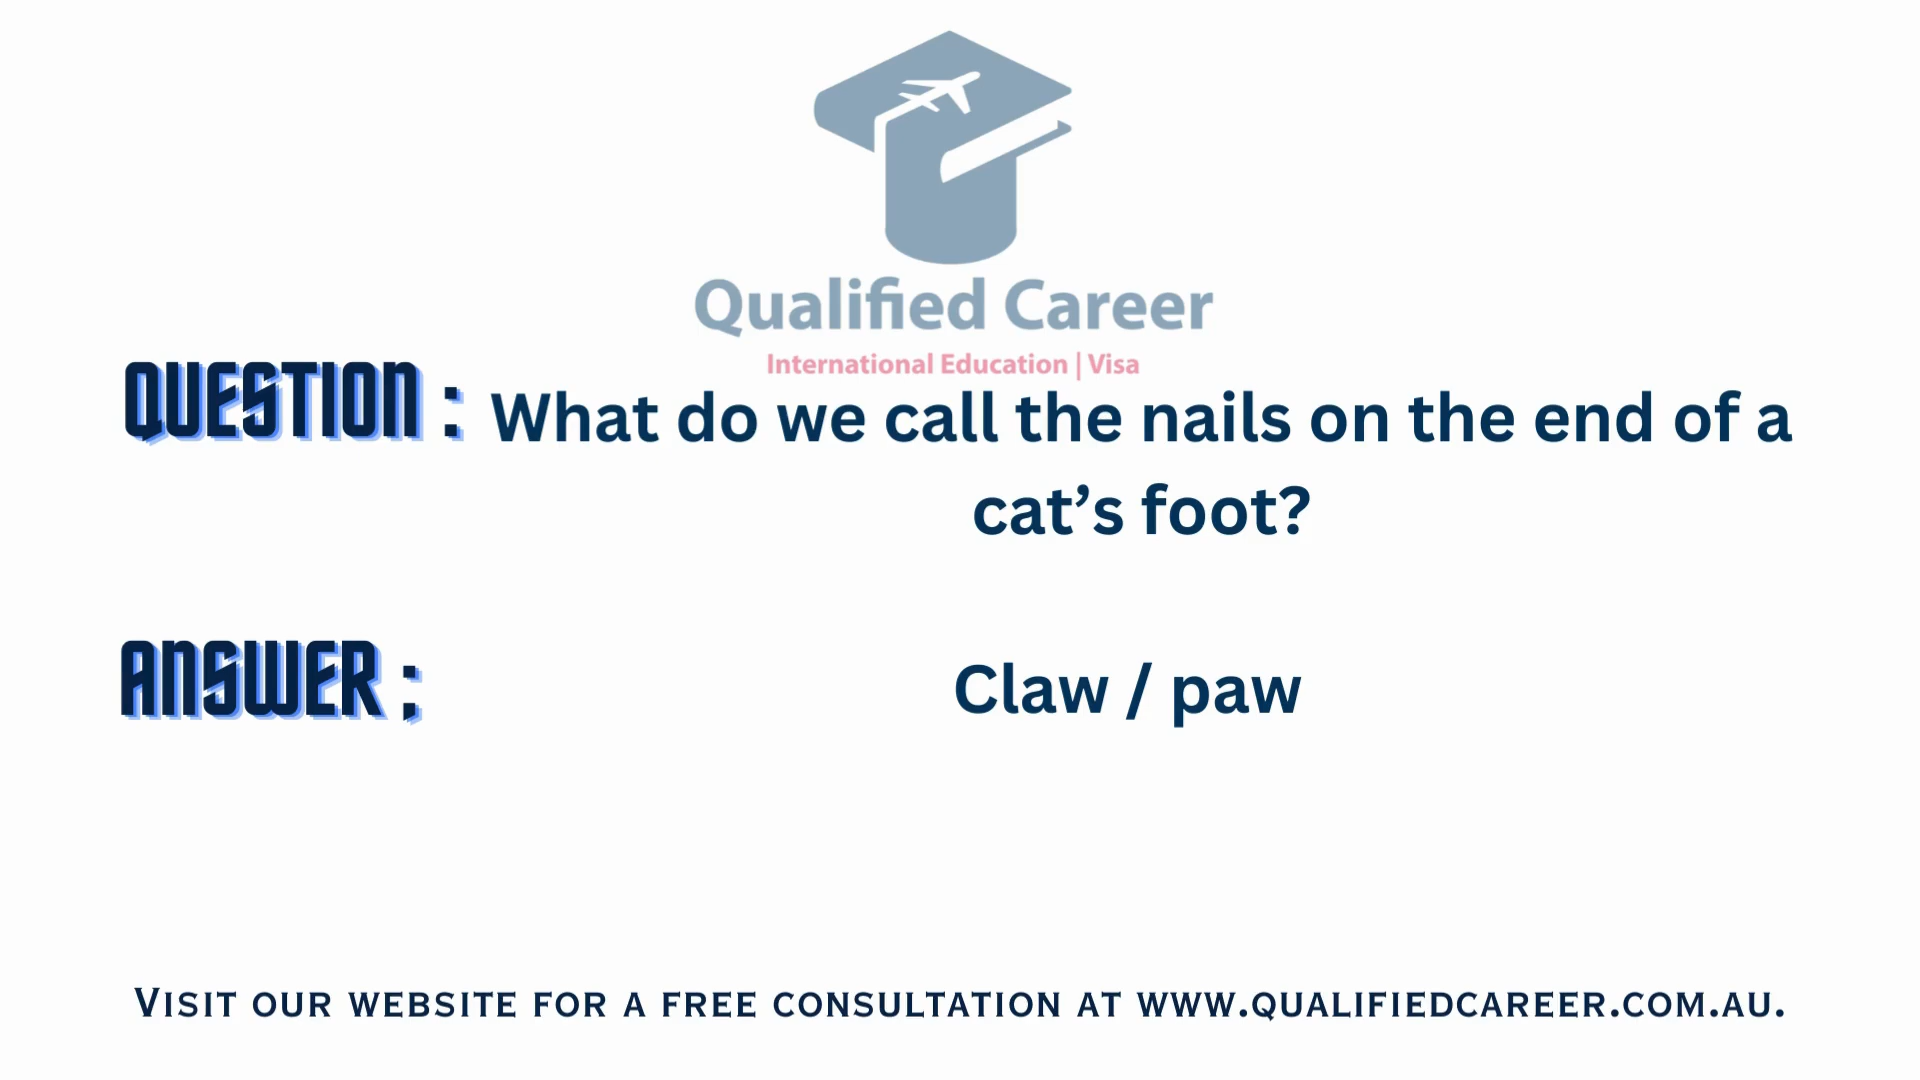 Qualified Career
International Education | Visa
QUESTION : What do we call the nails on the end of a
cat’s foot?
ANSWER ; Claw / paw
Visit our website for a free consultation at www.qualifiedcareer.com.au.